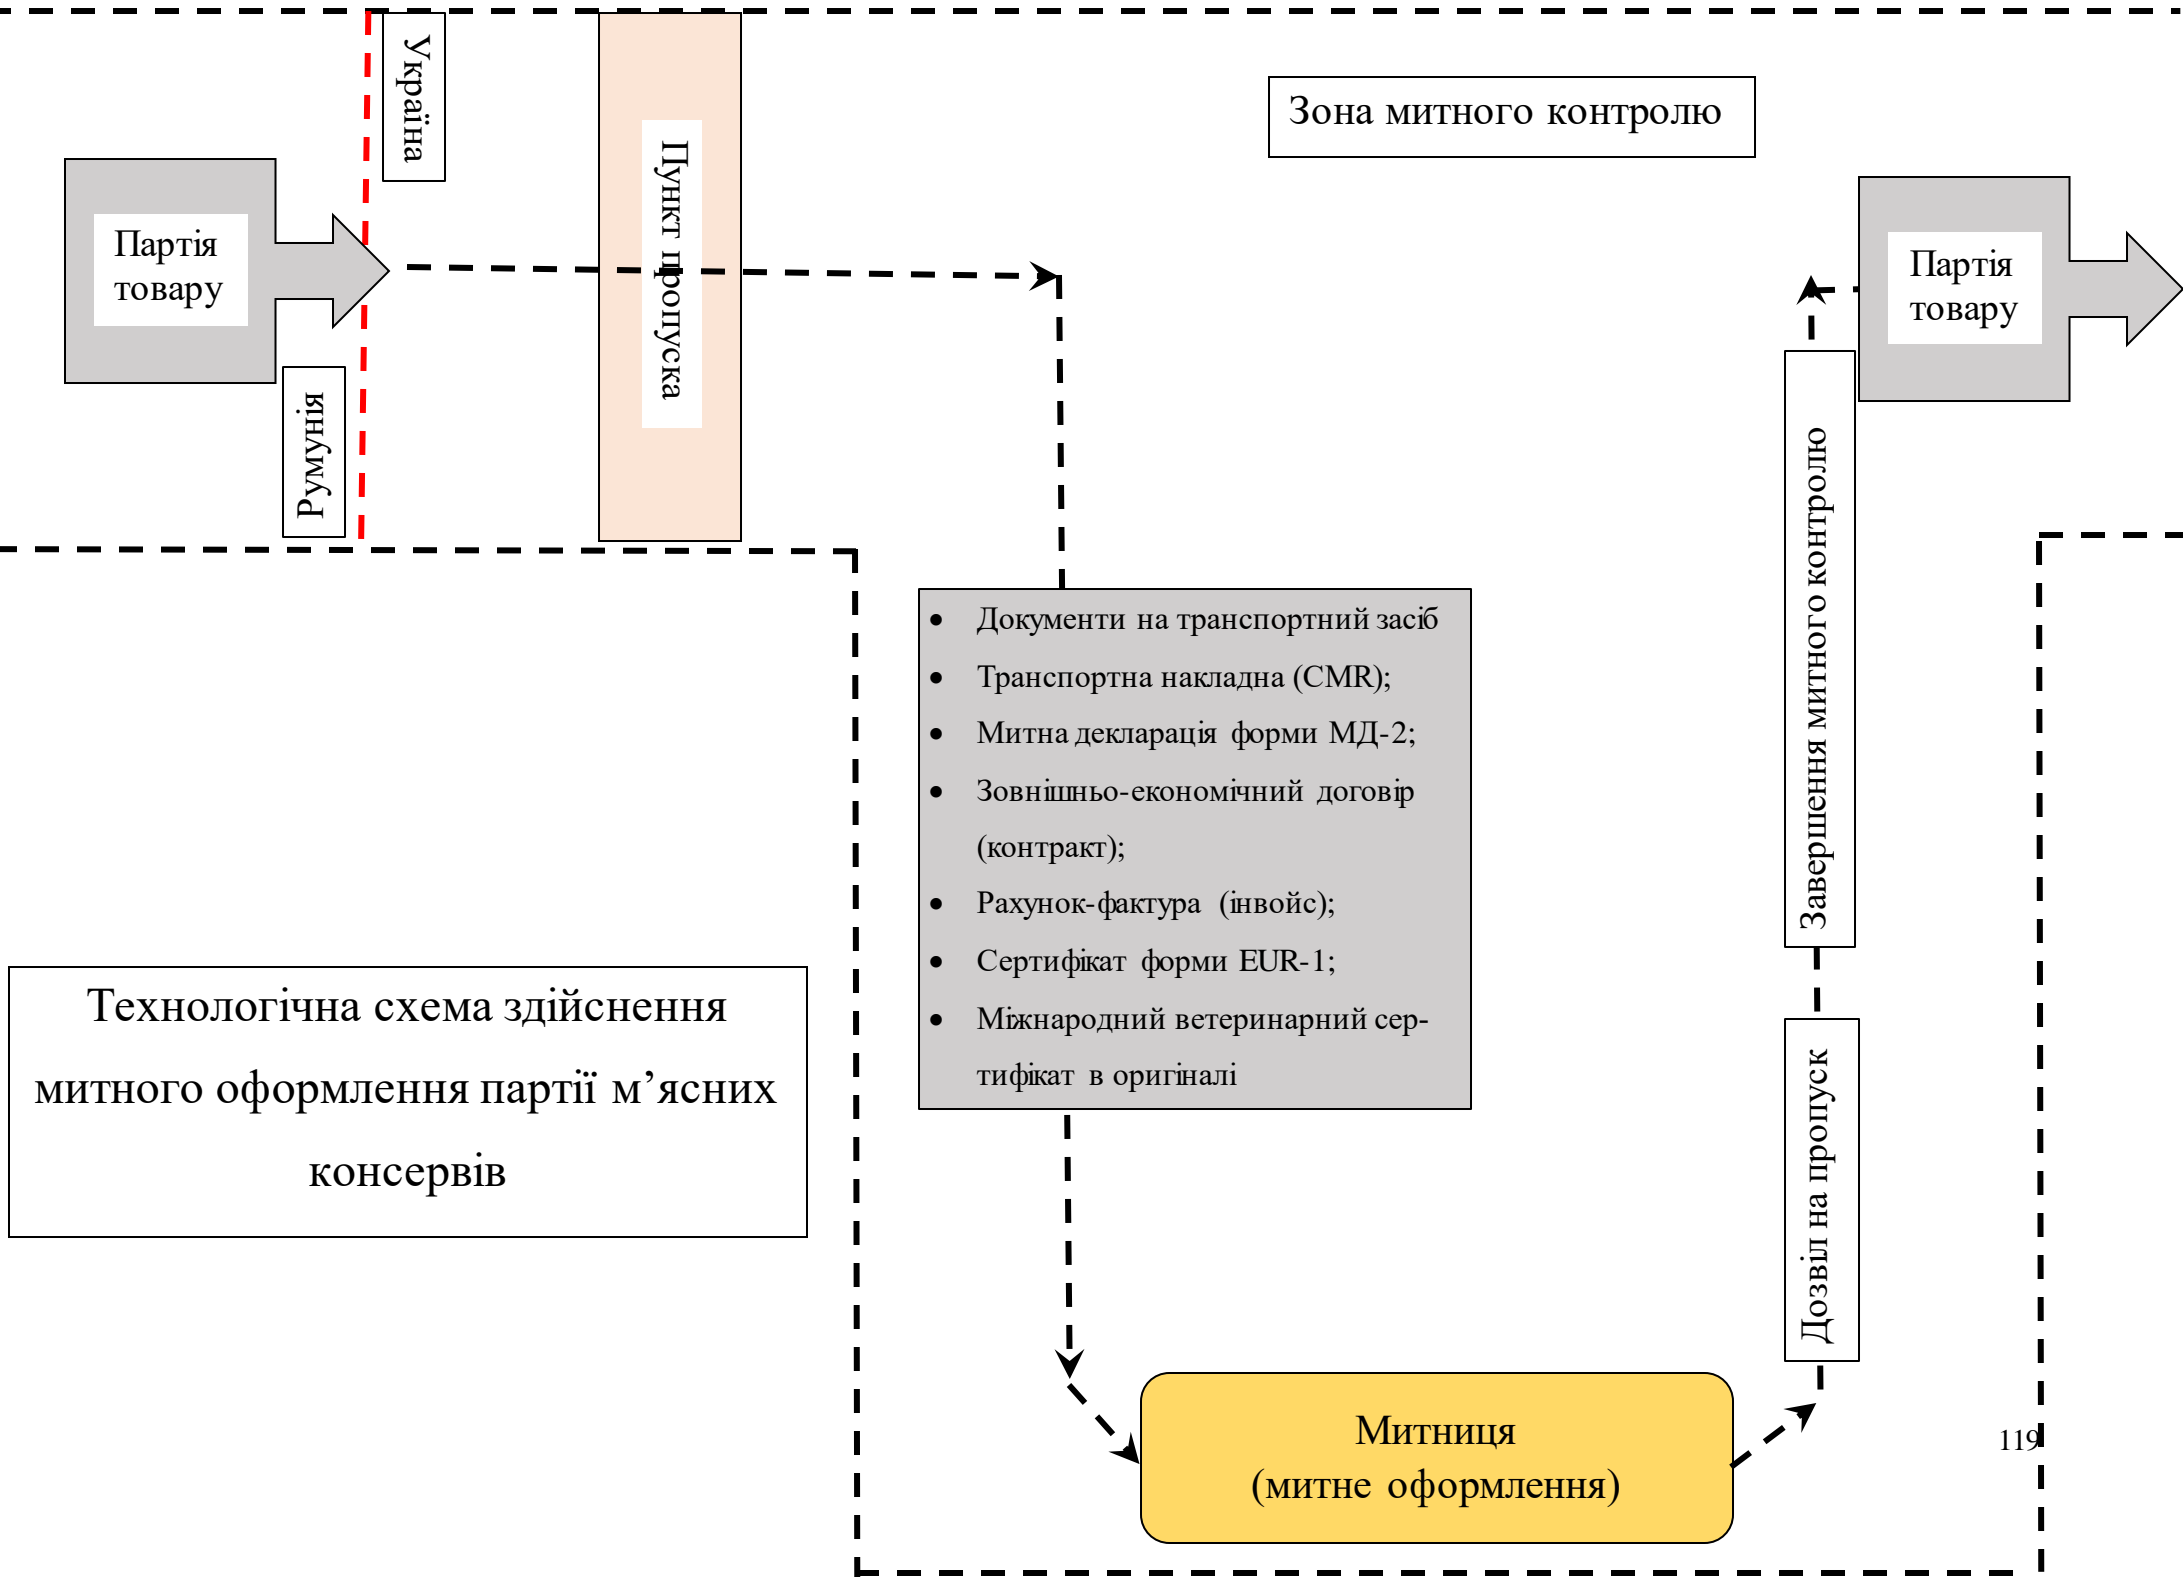 Україна
Зона митного контролю
Партія
товару
Пункт пропуска
Партія
товару
Румунія
Завершення митного контролю
Документи на транспортний засіб
Транспортна накладна (CMR);
Митна декларація форми МД-2;
Зовнішньо-економічний договір
(контракт);
Рахунок-фактура (інвойс);
Сертифікат форми EUR-1;
Міжнародний ветеринарний сер-
тифікат в оригіналі
Технологічна схема здійснення
митного оформлення партії м’ясних
консервів
Дозвіл на пропуск
Митниця
(митне оформлення)
119